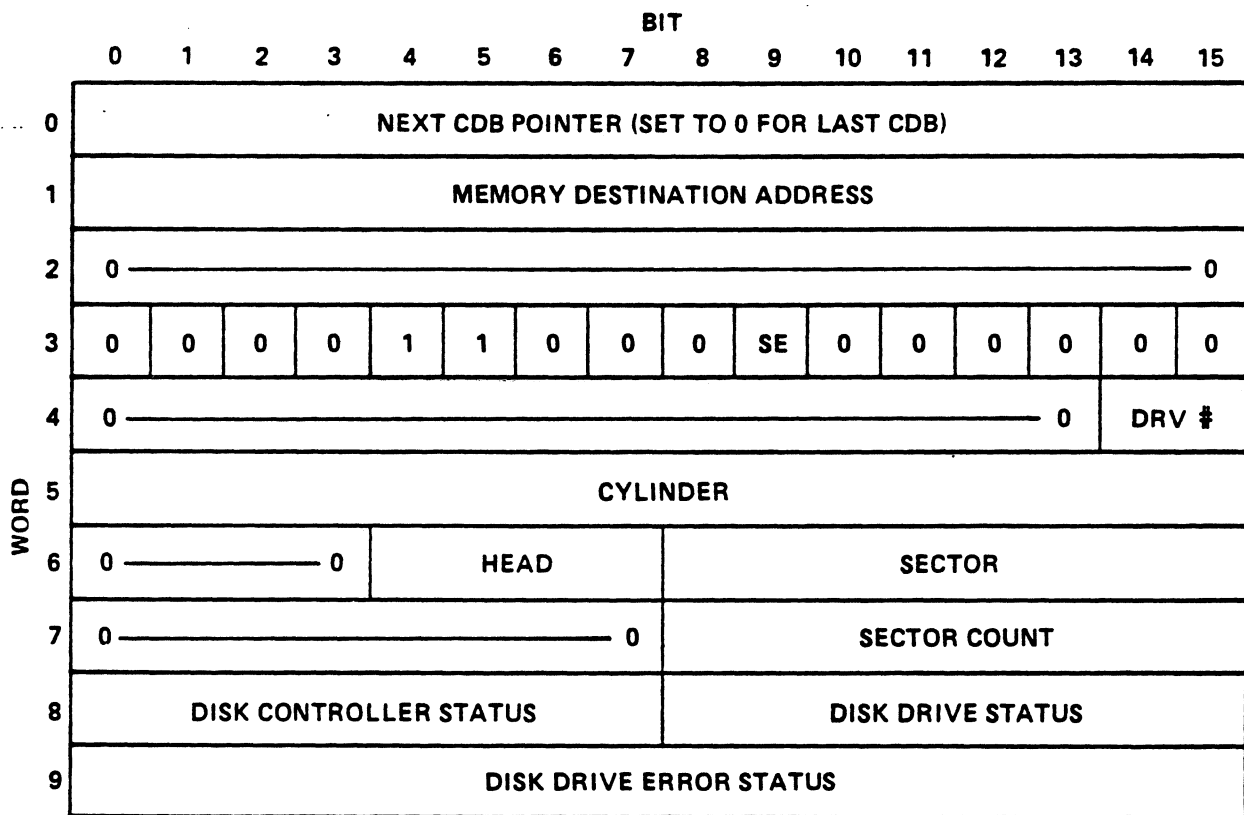 BIT
0 1 2 3 4 5 6 7 8 9 10 11 12 13 14 15
0 NEXT CDB POINTER (SET TO 0 FOR LAST CDB)
1 MEMORY DESTINATION ADDRESS
2 0 0
3 0 0 0 0 1 1 0 0 0 SE 0 0 0 0 0 0
4 0 0 DRV #
WORD
5 CYLINDER
6 0 0 HEAD SECTOR
7 0 0 SECTOR COUNT
8 DISK CONTROLLER STATUS DISK DRIVE STATUS
9 DISK DRIVE ERROR STATUS